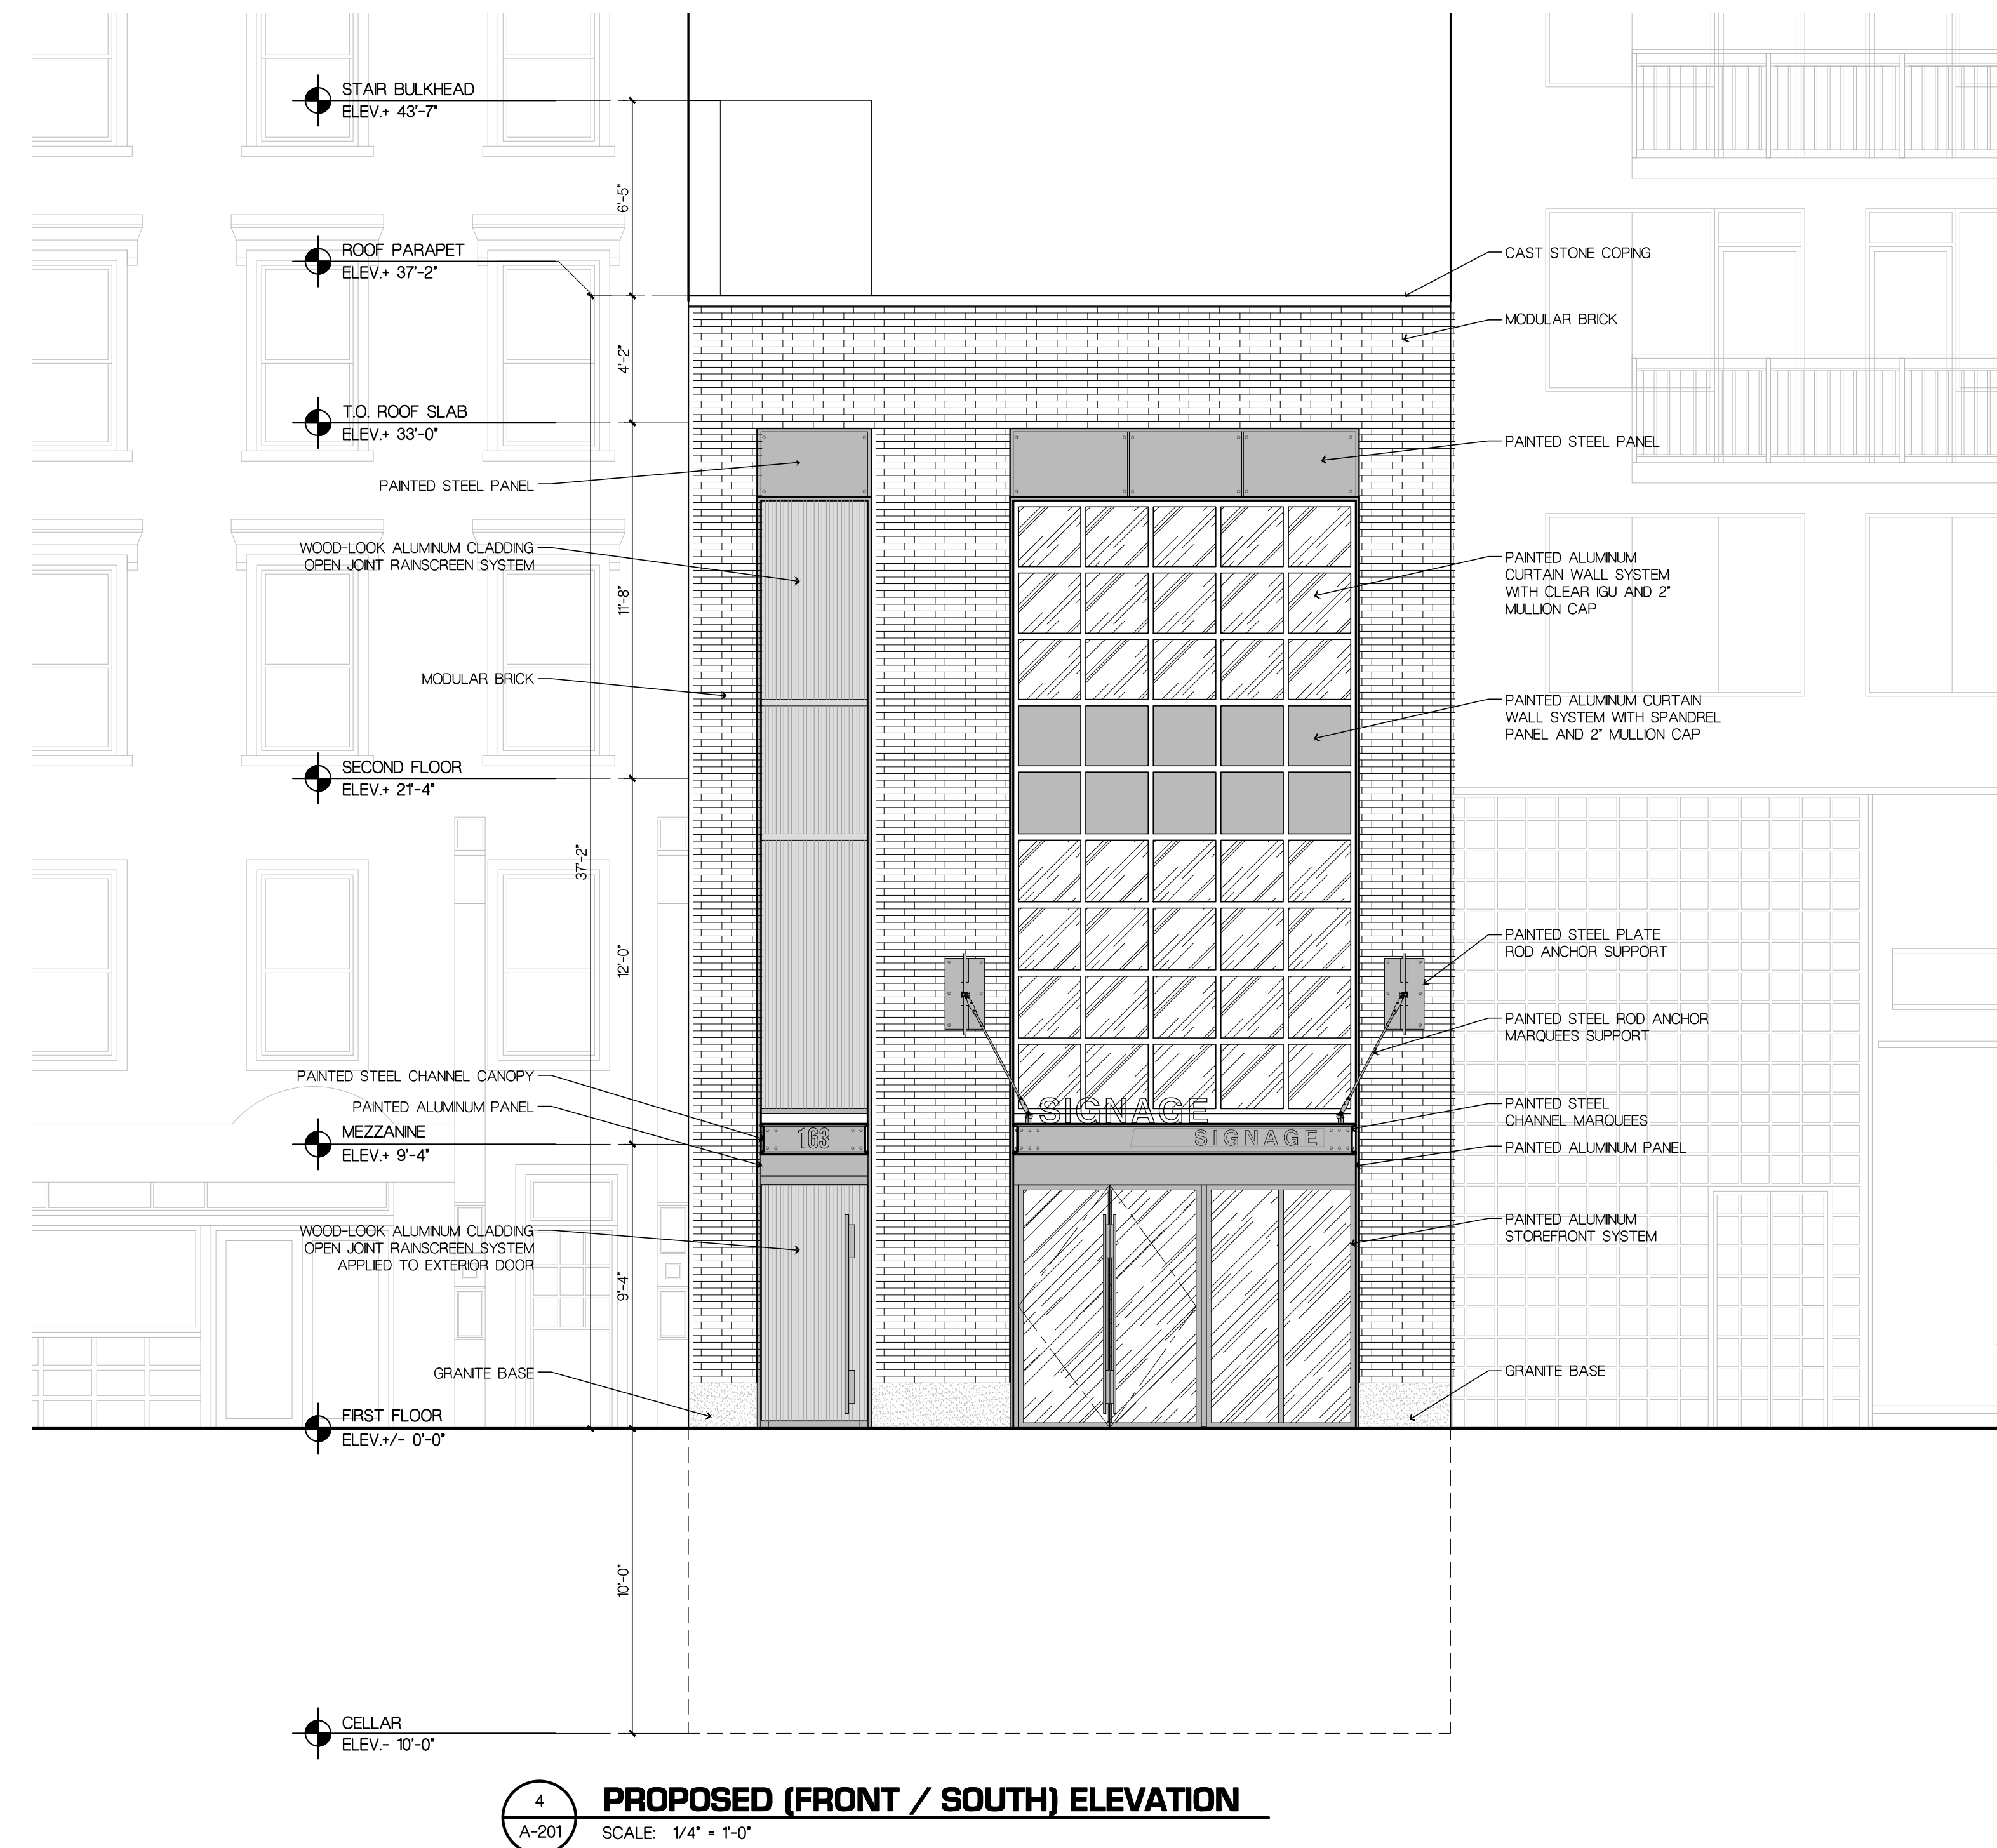 STAIR BULKHEAD
ELEV.+ 43'-7"
6'-5"
ROOF PARAPET
ELEV.+ 37'-2"
CAST STONE COPING
MODULAR BRICK
4'-2"
T.O. ROOF SLAB
ELEV.+ 33'-0"
PAINTED STEEL PANEL
PAINTED STEEL PANEL
WOOD-LOOK ALUMINUM CLADDING
OPEN JOINT RAINSCREEN SYSTEM
PAINTED ALUMINUM
CURTAIN WALL SYSTEM
WITH CLEAR IGU AND 2"
MULLION CAP
11'-8"
MODULAR BRICK
PAINTED ALUMINUM CURTAIN
WALL SYSTEM WITH SPANDREL
PANEL AND 2" MULLION CAP
SECOND FLOOR
ELEV.+ 21'-4"
37'-2"
12'-0"
PAINTED STEEL PLATE
ROD ANCHOR SUPPORT
PAINTED STEEL ROD ANCHOR
MARQUEES SUPPORT
PAINTED STEEL CHANNEL CANOPY
PAINTED ALUMINUM PANEL
SIGNAGE
PAINTED STEEL
CHANNEL MARQUEES
MEZZANINE
ELEV.+ 9'-4"
163
SIGNAGE
PAINTED ALUMINUM PANEL
WOOD-LOOK ALUMINUM CLADDING
OPEN JOINT RAINSCREEN SYSTEM
APPLIED TO EXTERIOR DOOR
PAINTED ALUMINUM
STOREFRONT SYSTEM
9'-4"
GRANITE BASE
GRANITE BASE
FIRST FLOOR
ELEV.+/- 0'-0"
10'-0"
CELLAR
ELEV.- 10'-0"
4
A-201
PROPOSED (FRONT / SOUTH) ELEVATION
SCALE: 1/4" = 1'-0"